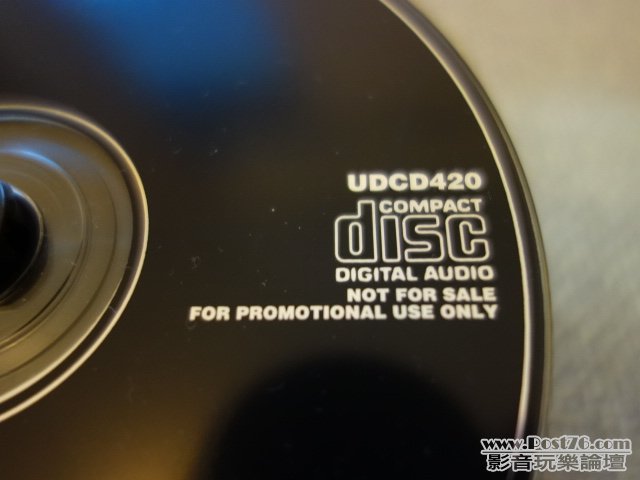 UDCD420
COMPACT
disc
DIGITAL AUDIO
NOT FOR SALE
FOR PROMOTIONAL USE ONLY
www.Post76.com
影音玩樂論壇